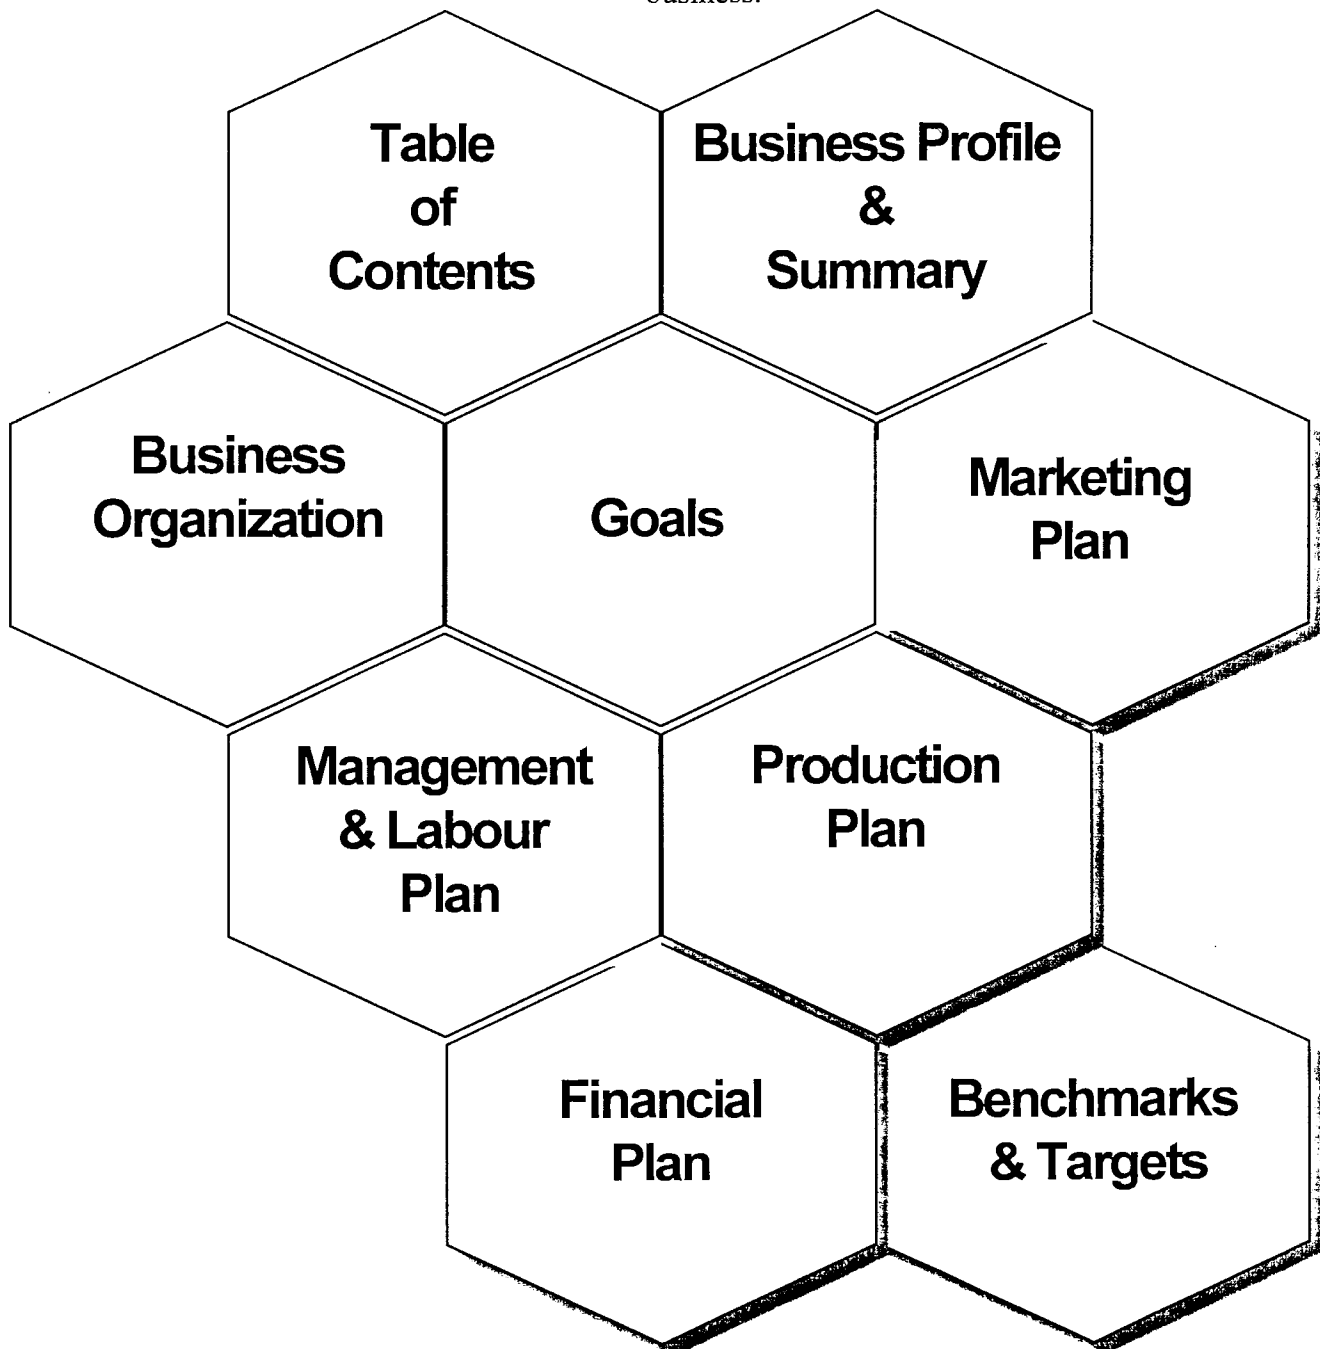 business.
Table
of
Contents
Business Profile
&
Summary
Business
Organization
Goals
Marketing
Plan
Management
& Labour
Plan
Production
Plan
Financial
Plan
Benchmarks
& Targets